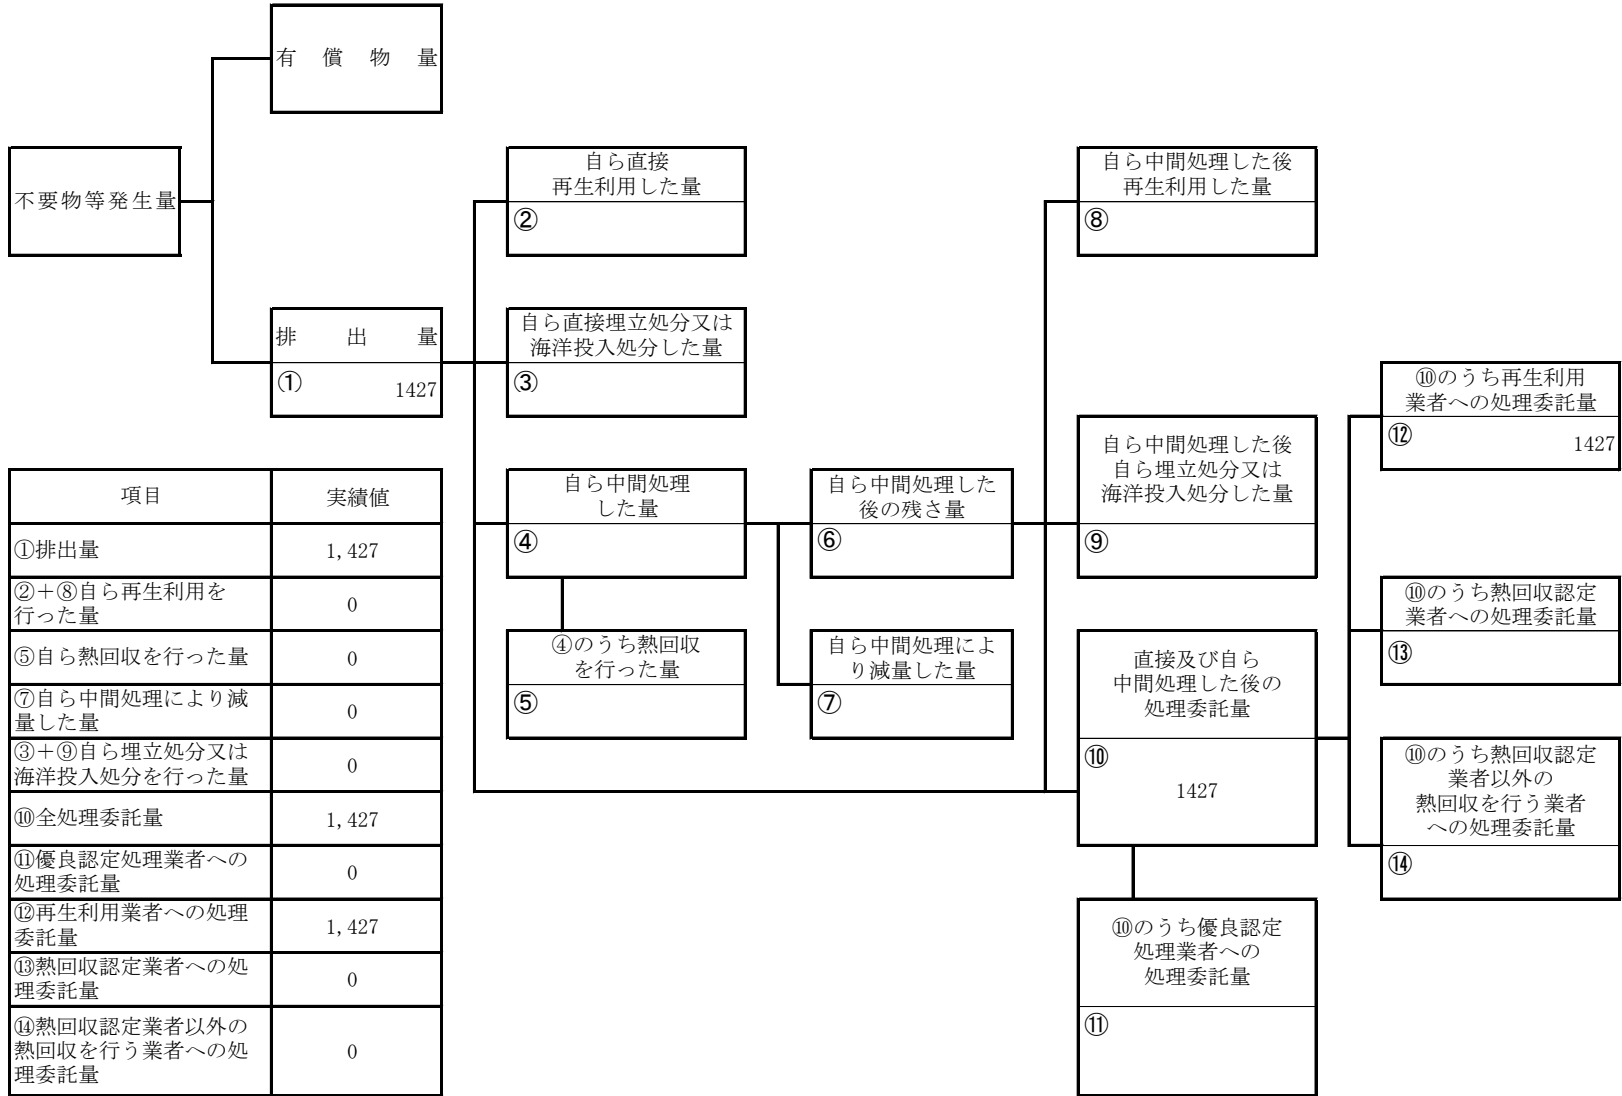 有償物量
不要物等発生量
排出量
① 1427
自ら直接
再生利用した量
②
自ら直接埋立処分又は
海洋投入処分した量
③
自ら中間処理
した量
④
④のうち熱回収
を行った量
⑤
自ら中間処理した
後の残さ量
⑥
自ら中間処理によ
り減量した量
⑦
自ら中間処理した後
再生利用した量
⑧
自ら中間処理した後
自ら埋立処分又は
海洋投入処分した量
⑨
直接及び自ら
中間処理した後の
処理委託量
⑩
1427
⑩のうち優良認定
処理業者への
処理委託量
⑪
⑩のうち再生利用
業者への処理委託量
⑫ 1427
⑩のうち熱回収認定
業者への処理委託量
⑬
⑩のうち熱回収認定
業者以外の
熱回収を行う業者
への処理委託量
⑭
項目 実績値
①排出量 1,427
②+⑧自ら再生利用を
行った量 0
⑤自ら熱回収を行った量 0
⑦自ら中間処理により減
量した量 0
③+⑨自ら埋立処分又は
海洋投入処分を行った量 0
⑩全処理委託量 1,427
⑪優良認定処理業者への
処理委託量 0
⑫再生利用業者への処理
委託量 1,427
⑬熱回収認定業者への処
理委託量 0
⑭熱回収認定業者以外の
熱回収を行う業者への処
理委託量 0